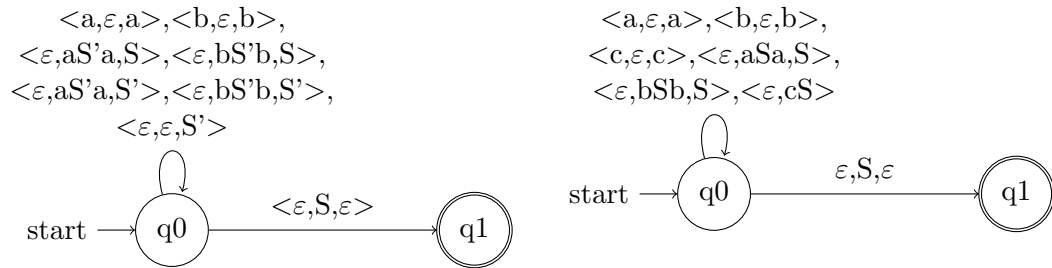 <a,ε,a>,<b,ε,b>,
<ε,aS’a,S>,<ε,bS’b,S>,
<ε,aS’a,S’>,<ε,bS’b,S’>,
<ε,ε,S’>
start
q0
<ε,S,ε>
q1
<a,ε,a>,<b,ε,b>,
<c,ε,c>,<ε,aSa,S>,
<ε,bSb,S>,<ε,cS>
start
q0
ε,S,ε
q1